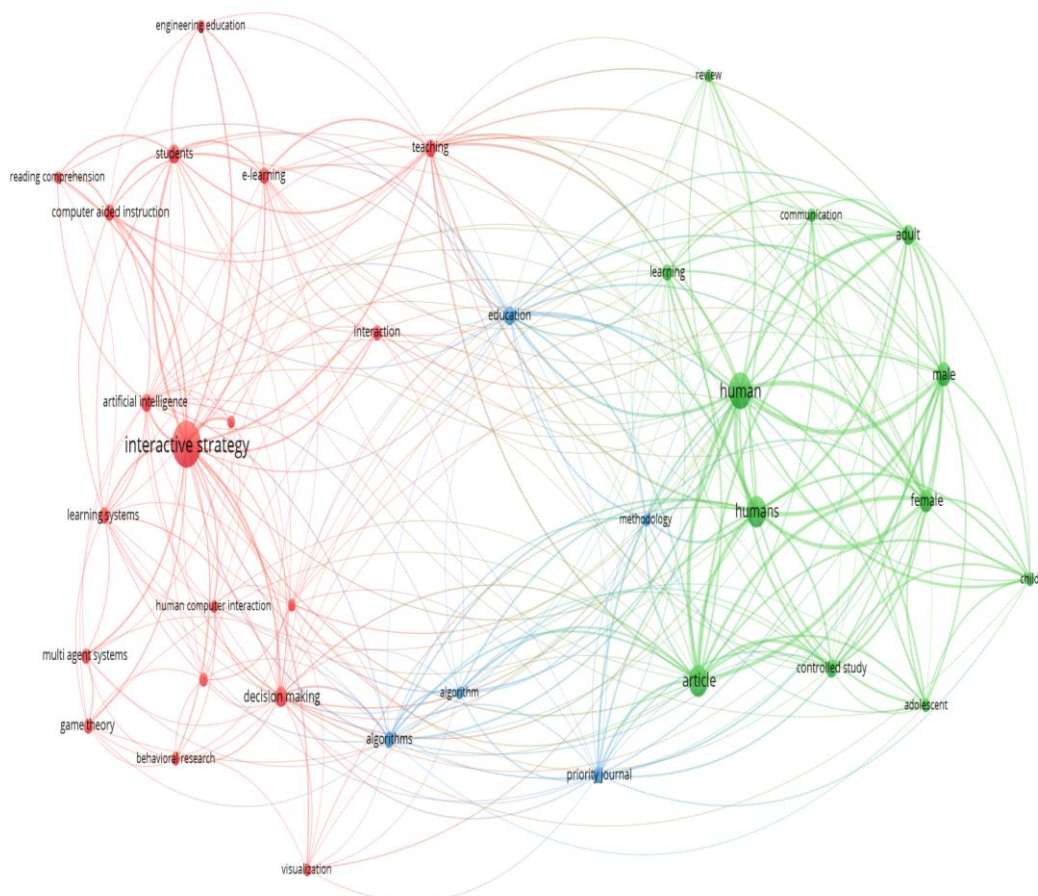 engineering education
review
teaching
students
e-learning
reading comprehension
computer aided instruction
communication
adult
learning
education
interaction
human
male
artificial intelligence
interactive strategy
female
humans
learning systems
methodology
child
human computer interaction
multi agent systems
controlled study
article
decision making
algorithm
adolescent
game theory
algorithms
behavioral research
priority journal
visualization